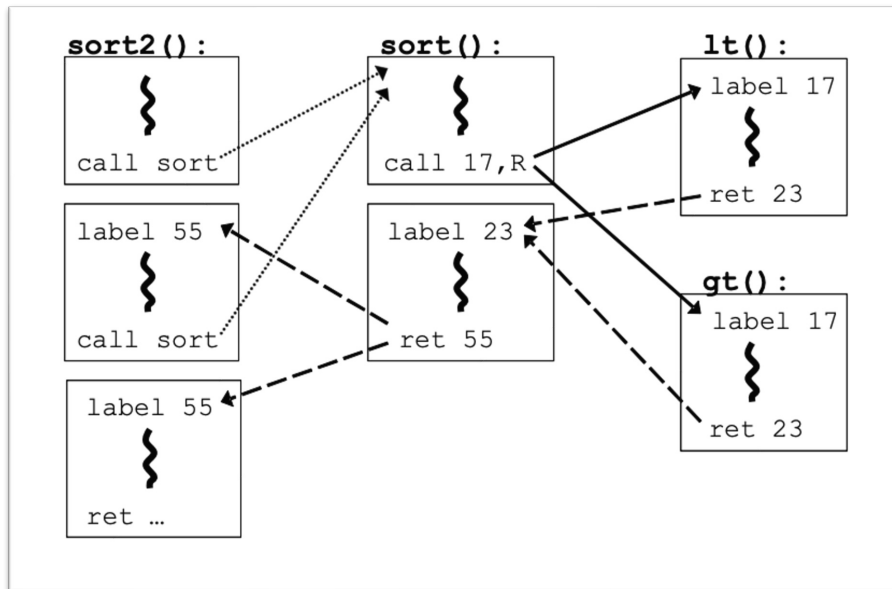 sort2():
call sort
label 55
call sort
label 55
ret …
sort():
call 17,R
label 23
ret 55
lt():
label 17
ret 23
gt():
label 17
ret 23